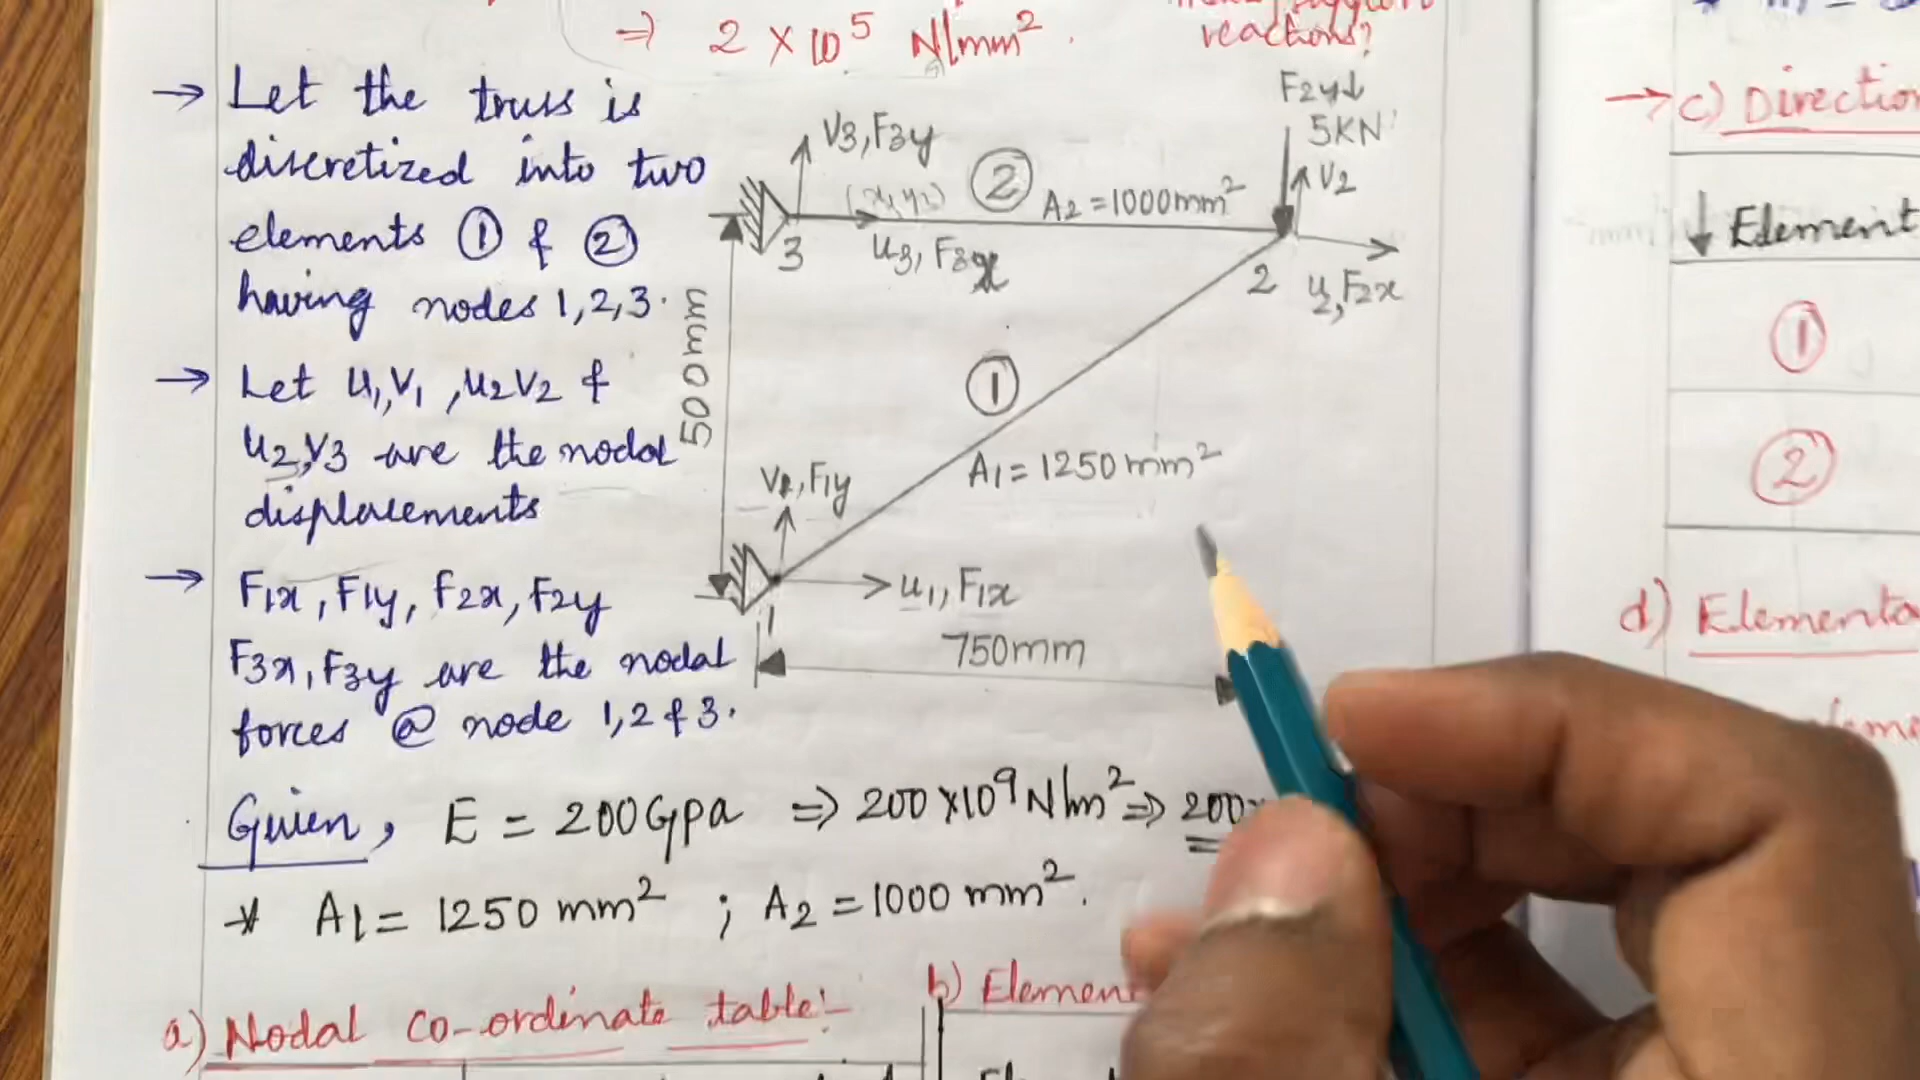 ⇒ 2 × 10⁵ N/mm².
reactions?
→ Let the truss is
discretized into two
elements ① & ②
having nodes 1,2,3.
→ Let u₁,V₁ ,u₂V₂ &
u₂,V3 are the nodal
displacements
→ F1x, F1y, F2x, F2y
F3x, F3y are the nodal
forces @ node 1,2 & 3.
V3,F3y
②
A2 = 1000mm²
F2y↓
5KN
V2
3
u3, F3x
2
u2,F2x
500mm
①
A1 = 1250 mm²
V1,F1y
1
u1, F1x
750mm
Given, E = 200Gpa ⇒ 200×10⁹ N/m² ⇒ 200
* A1 = 1250 mm² ; A2 = 1000 mm².
a) Nodal co-ordinate table:-
b) Elemen
→ c) Direction
↓ Element
①
②
d) Elementa